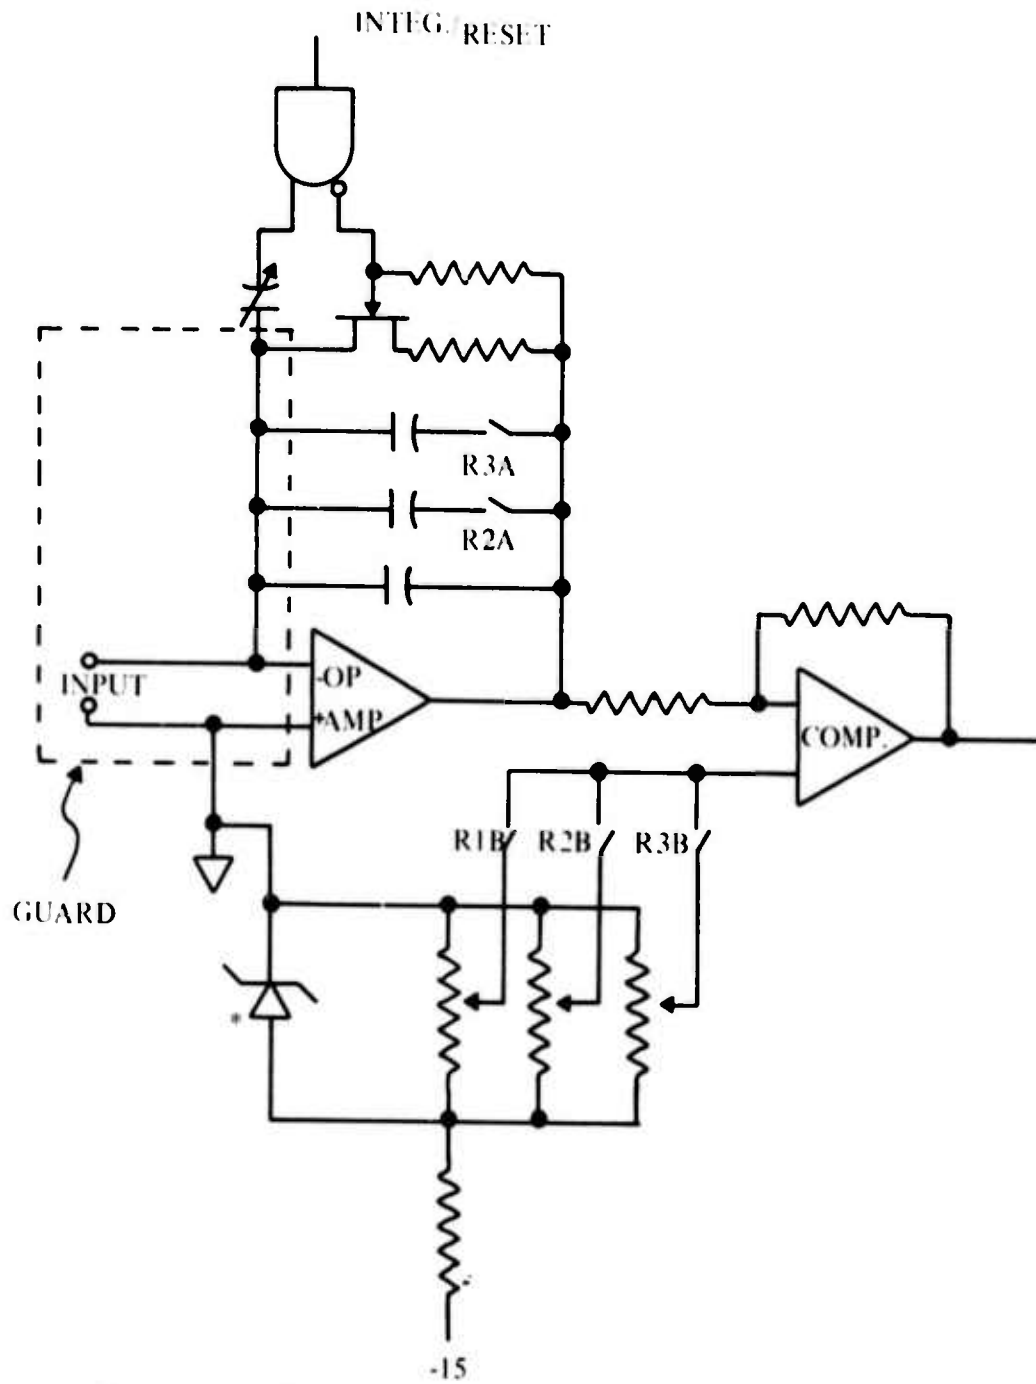 INTEG./RESET
R3A
R2A
INPUT
-OP
+AMP
COMP.
R1B
R2B
R3B
GUARD
*
-15